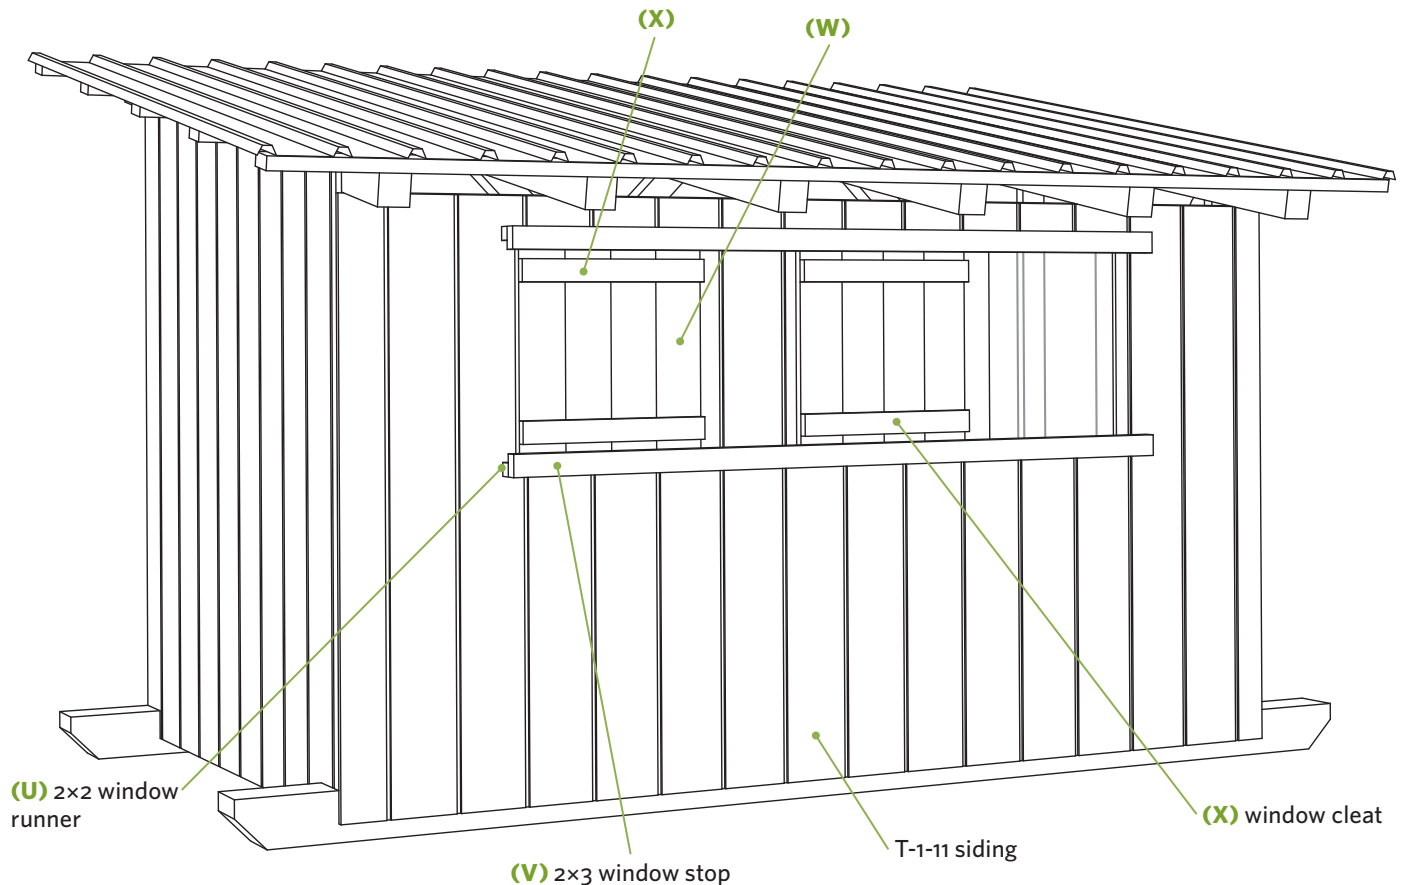 (X)
(W)
(U) 2×2 window
runner
(X) window cleat
T-1-11 siding
(V) 2×3 window stop